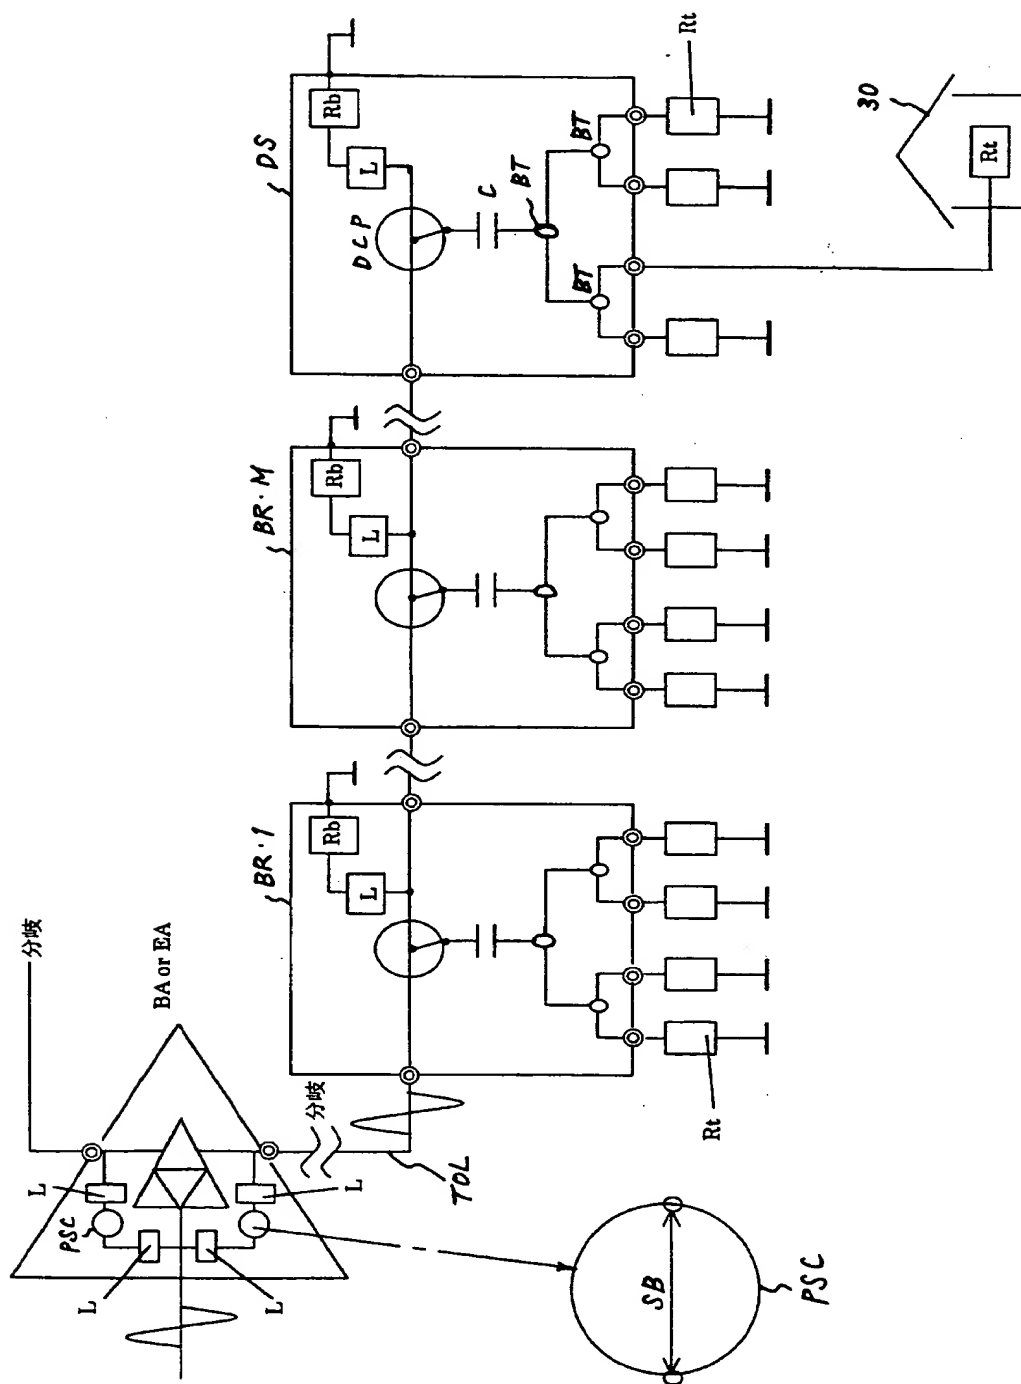 分岐
BA or EA
L
PSC
L
L
L
分岐
TOL
SB
PSC
BR・1
Rb
L
Rt
BR・M
Rb
L
DS
Rb
L
DCP
C
BT
BT
BT
Rt
30
Rt